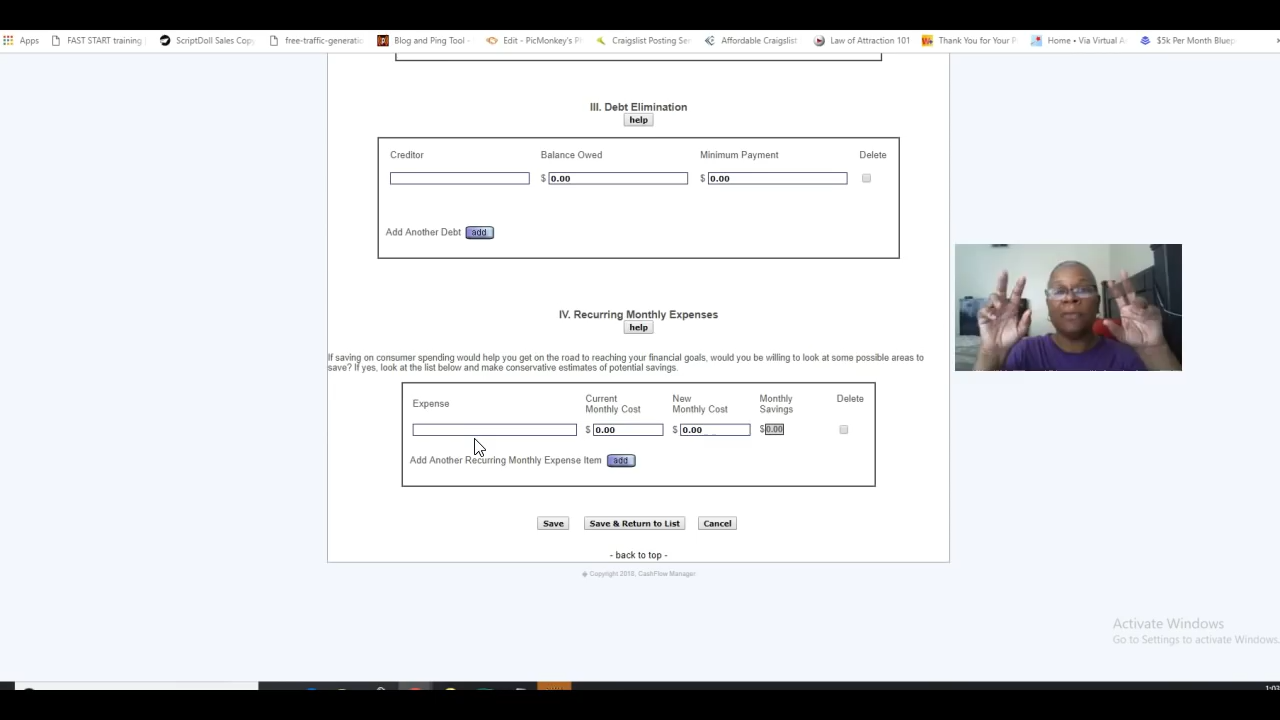 Apps FAST START training ScriptDoll Sales Copy free-traffic-generatio Blog and Ping Tool - Edit - PicMonkey's Pi Craigslist Posting Ser Affordable Craigslist Law of Attraction 101 Thank You for Your P Home • Via Virtual A $5k Per Month Bluep
III. Debt Elimination
help
Creditor Balance Owed Minimum Payment Delete
$ 0.00 $ 0.00
Add Another Debt add
IV. Recurring Monthly Expenses
help
If saving on consumer spending would help you get on the road to reaching your financial goals, would you be willing to look at some possible areas to
save? If yes, look at the list below and make conservative estimates of potential savings.
Expense Current Monthly Cost New Monthly Cost Monthly Savings Delete
$ 0.00 $ 0.00 $0.00
Add Another Recurring Monthly Expense Item add
Save Save & Return to List Cancel
- back to top -
Copyright 2010, CashFlow Manager
Activate Windows
Go to Settings to activate Windows.
1:03